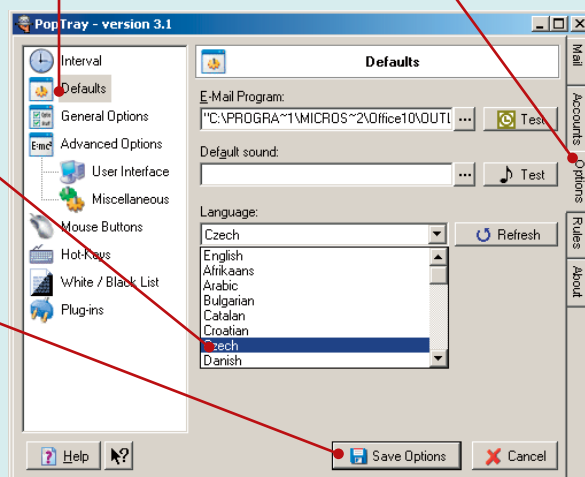 PopTray - version 3.1
Interval
Defaults
General Options
Advanced Options
User Interface
Miscellaneous
Mouse Buttons
Hot-Keys
White / Black List
Plug-ins
Help
Defaults
E-Mail Program:
"C:\PROGRA~1\MICROS~2\Office10\OUTL ... Test
Default sound:
... Test
Language:
Czech Refresh
English
Afrikaans
Arabic
Bulgarian
Catalan
Croatian
Czech
Danish
Save Options Cancel
Mail
Accounts
Options
Rules
About